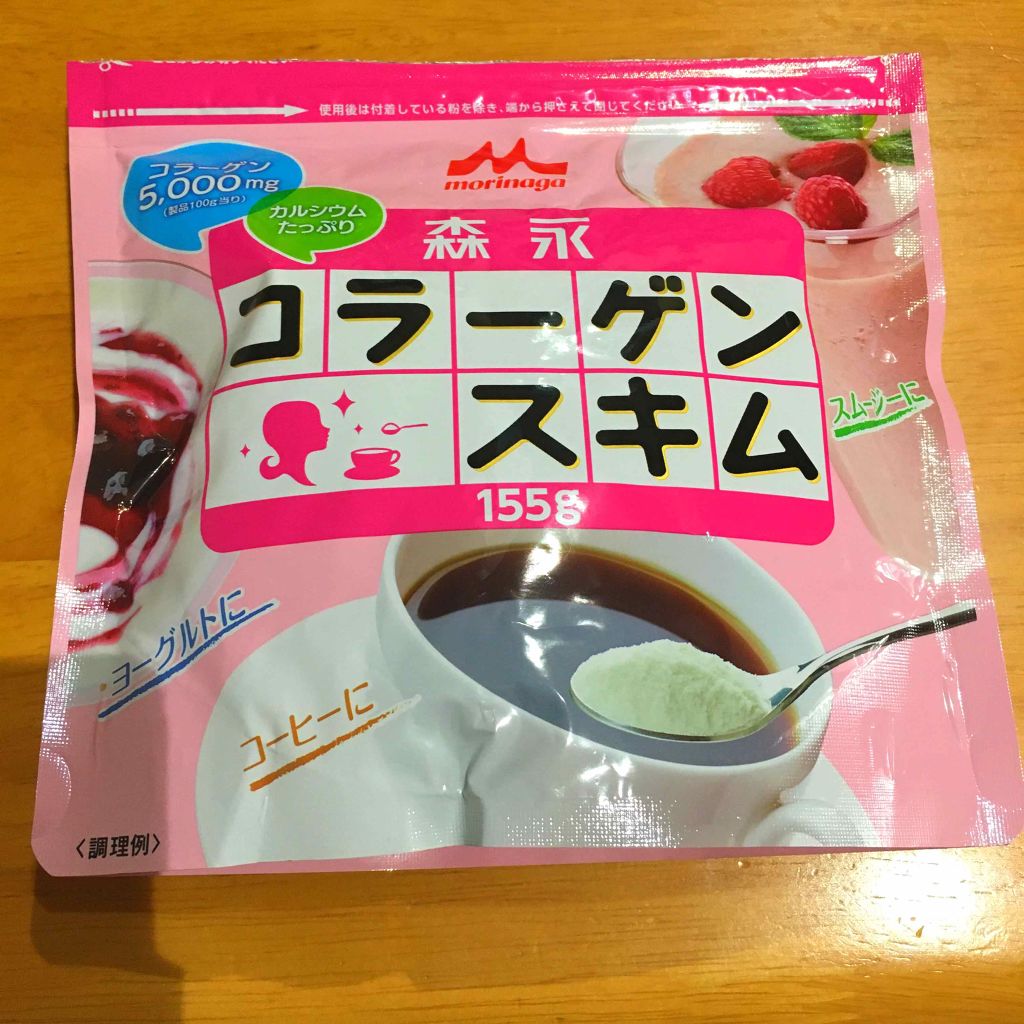 使用後は付着している粉を除き、端から押さえて閉じてくださ
コラーゲン
5,000mg
(製品100g当り)
カルシウム
たっぷり
morinaga
森永
コラーゲン
スキム
155g
スムージーに
ヨーグルトに
コーヒーに
〈調理例〉